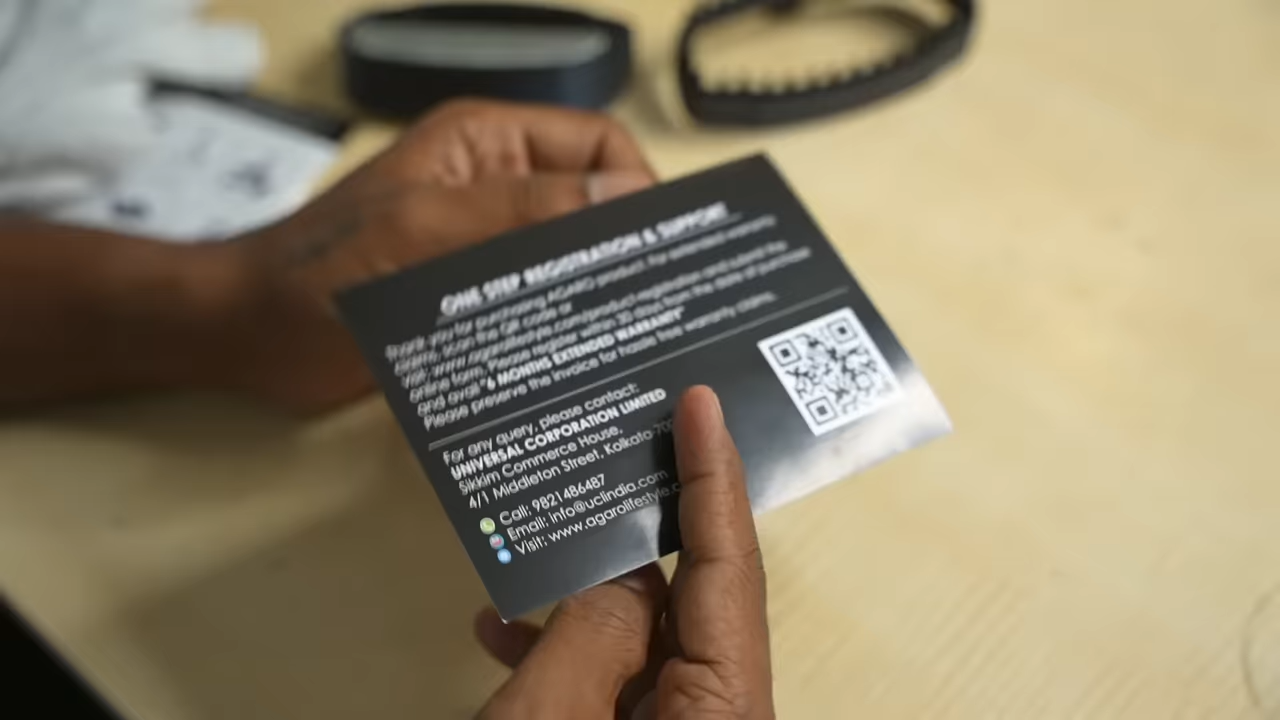 ONE STEP REGISTRATION & SUPPORT
Thank you for purchasing AGARO product. For extended warranty
claims, scan the QR code or
visit: www.agarolifestyle.com/product-registration and submit the
online form. Please register within 30 days from the date of purchase
and avail "6 MONTHS EXTENDED WARRANTY"
Please preserve the invoice for hassle free warranty claims.
For any query, please contact:
UNIVERSAL CORPORATION LIMITED
Sikkim Commerce House,
4/1 Middleton Street, Kolkata-700
Call: 9821486487
Email: info@uclindia.com
Visit: www.agarolifestyle.c